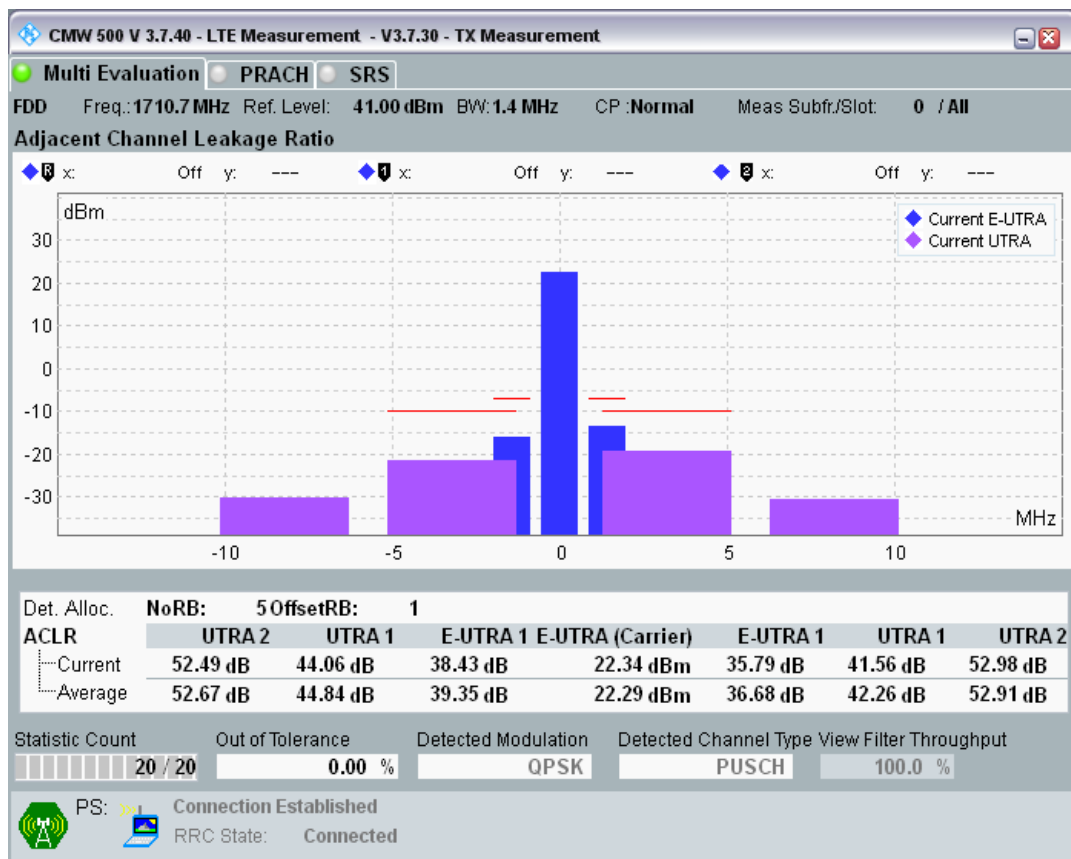 CMW 500 V 3.7.40 - LTE Measurement - V3.7.30 - TX Measurement
Multi Evaluation PRACH SRS
FDD Freq.: 1710.7 MHz Ref. Level: 41.00 dBm BW: 1.4 MHz CP : Normal Meas Subfr./Slot: 0 / All
Adjacent Channel Leakage Ratio
R x: Off y: --- 1 x: Off y: --- 2 x: Off y: ---
dBm
Current E-UTRA
Current UTRA
30
20
10
0
-10
-20
-30
MHz
-10 -5 0 5 10
Det. Alloc. NoRB: 5 OffsetRB: 1
ACLR UTRA 2 UTRA 1 E-UTRA 1 E-UTRA (Carrier) E-UTRA 1 UTRA 1 UTRA 2
Current 52.49 dB 44.06 dB 38.43 dB 22.34 dBm 35.79 dB 41.56 dB 52.98 dB
Average 52.67 dB 44.84 dB 39.35 dB 22.29 dBm 36.68 dB 42.26 dB 52.91 dB
Statistic Count Out of Tolerance Detected Modulation Detected Channel Type View Filter Throughput
20 / 20 0.00 % QPSK PUSCH 100.0 %
PS: Connection Established
RRC State: Connected